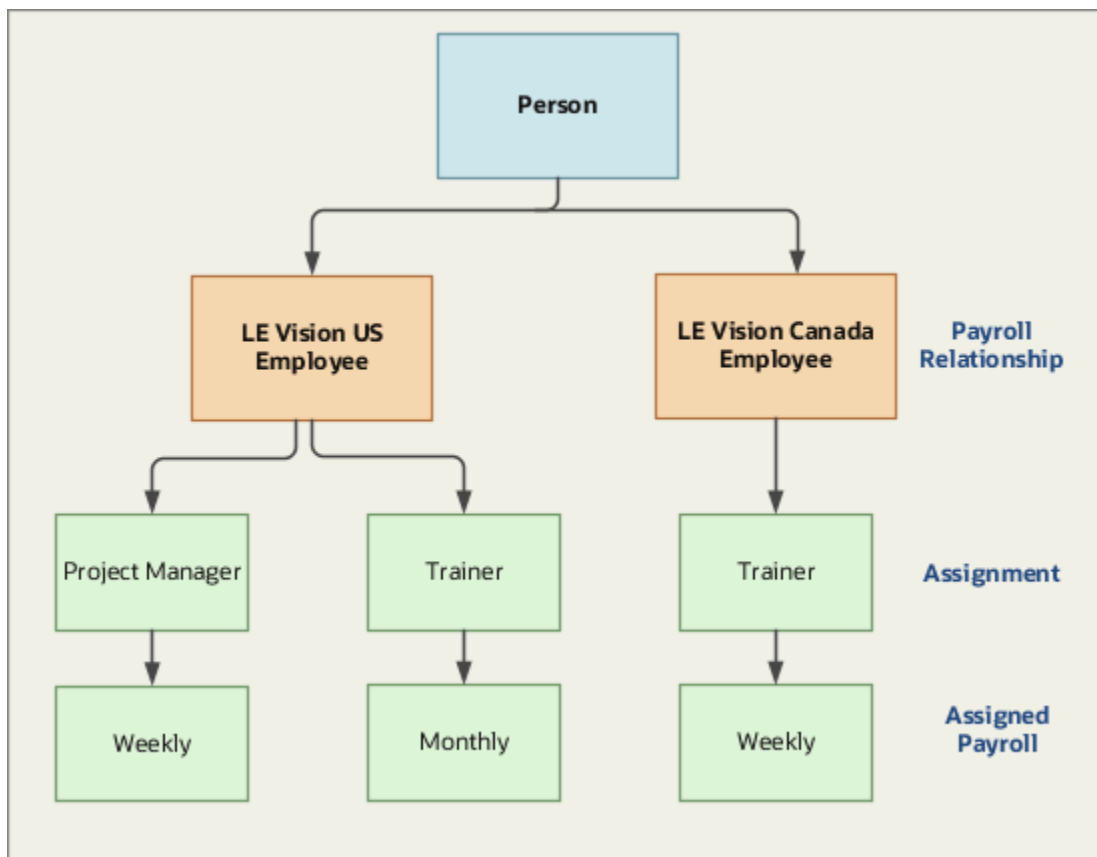 Person
LE Vision US
Employee
LE Vision Canada
Employee
Payroll
Relationship
Project Manager
Trainer
Trainer
Assignment
Weekly
Monthly
Weekly
Assigned
Payroll